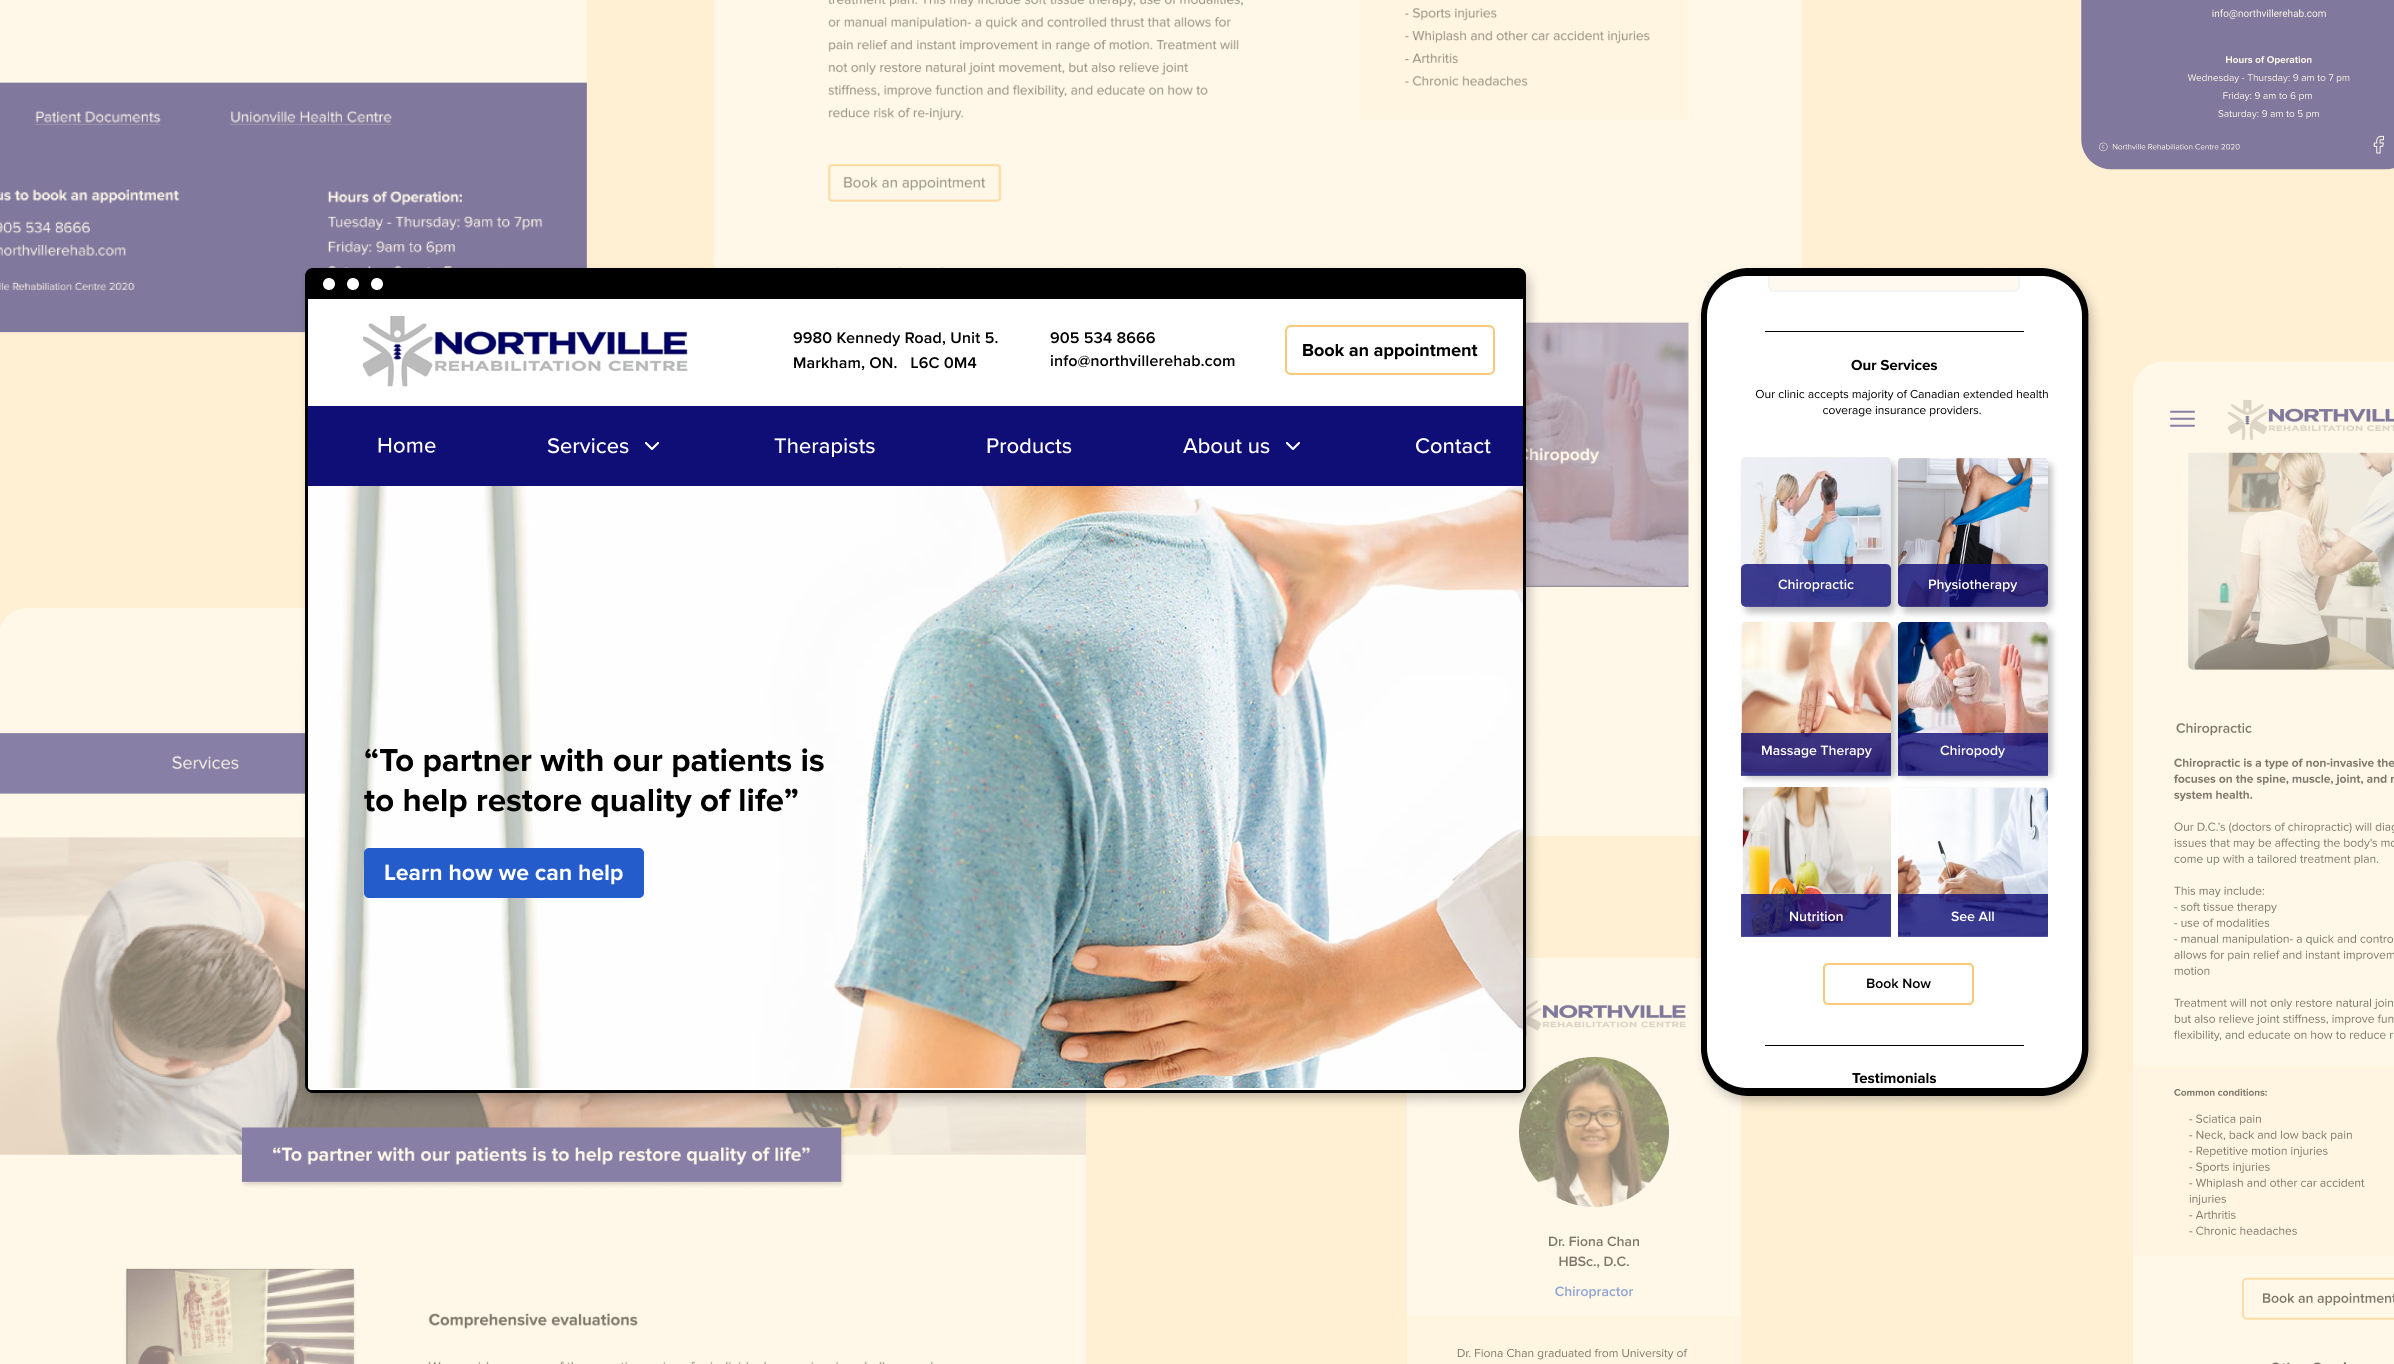 treatment plan. This may include soft tissue therapy, use of modalities,
or manual manipulation- a quick and controlled thrust that allows for
pain relief and instant improvement in range of motion. Treatment will
not only restore natural joint movement, but also relieve joint
stiffness, improve function and flexibility, and educate on how to
reduce risk of re-injury.
Book an appointment
- Sports injuries
- Whiplash and other car accident injuries
- Arthritis
- Chronic headaches
info@northvillerehab.com
Hours of Operation
Wednesday - Thursday: 9 am to 7 pm
Friday: 9 am to 6 pm
Saturday: 9 am to 5 pm
© Northville Rehabiliation Centre 2020
Patient Documents
Unionville Health Centre
us to book an appointment
905 534 8666
northvillerehab.com
le Rehabiliation Centre 2020
Hours of Operation:
Tuesday - Thursday: 9am to 7pm
Friday: 9am to 6pm
NORTHVILLE
REHABILITATION CENTRE
9980 Kennedy Road, Unit 5.
Markham, ON. L6C 0M4
905 534 8666
info@northvillerehab.com
Book an appointment
Home
Services
Therapists
Products
About us
Contact
“To partner with our patients is
to help restore quality of life”
Learn how we can help
Chiropody
Our Services
Our clinic accepts majority of Canadian extended health
coverage insurance providers.
Chiropractic
Physiotherapy
Massage Therapy
Chiropody
Nutrition
See All
Book Now
Testimonials
Services
“To partner with our patients is to help restore quality of life”
Comprehensive evaluations
NORTHVILLE
REHABILITATION CENTRE
Dr. Fiona Chan
HBSc., D.C.
Chiropractor
Dr. Fiona Chan graduated from University of
NORTHVILL
REHABILITATION CENT
Chiropractic
Chiropractic is a type of non-invasive the
focuses on the spine, muscle, joint, and n
system health.
Our D.C.'s (doctors of chiropractic) will diag
issues that may be affecting the body's mo
come up with a tailored treatment plan.
This may include:
- soft tissue therapy
- use of modalities
- manual manipulation- a quick and contro
allows for pain relief and instant improvem
motion
Treatment will not only restore natural join
but also relieve joint stiffness, improve fun
flexibility, and educate on how to reduce r
Common conditions:
- Sciatica pain
- Neck, back and low back pain
- Repetitive motion injuries
- Sports injuries
- Whiplash and other car accident
injuries
- Arthritis
- Chronic headaches
Book an appointment